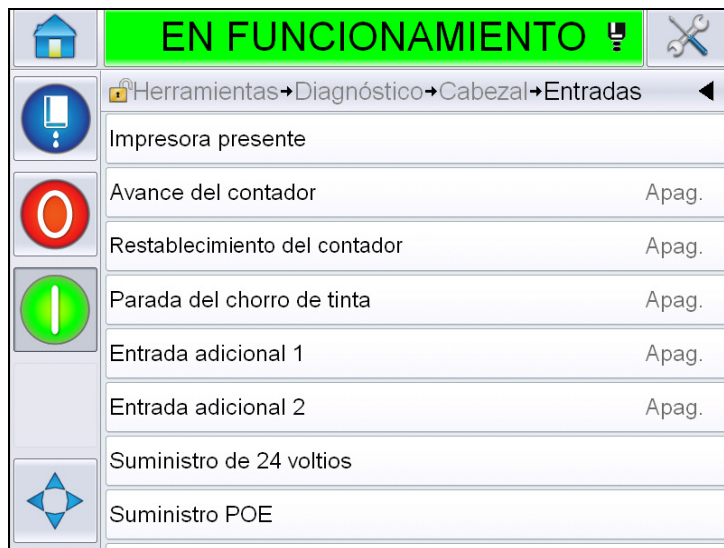 EN FUNCIONAMIENTO
Herramientas→Diagnóstico→Cabezal→Entradas
Impresora presente
Avance del contador Apag.
Restablecimiento del contador Apag.
Parada del chorro de tinta Apag.
Entrada adicional 1 Apag.
Entrada adicional 2 Apag.
Suministro de 24 voltios
Suministro POE